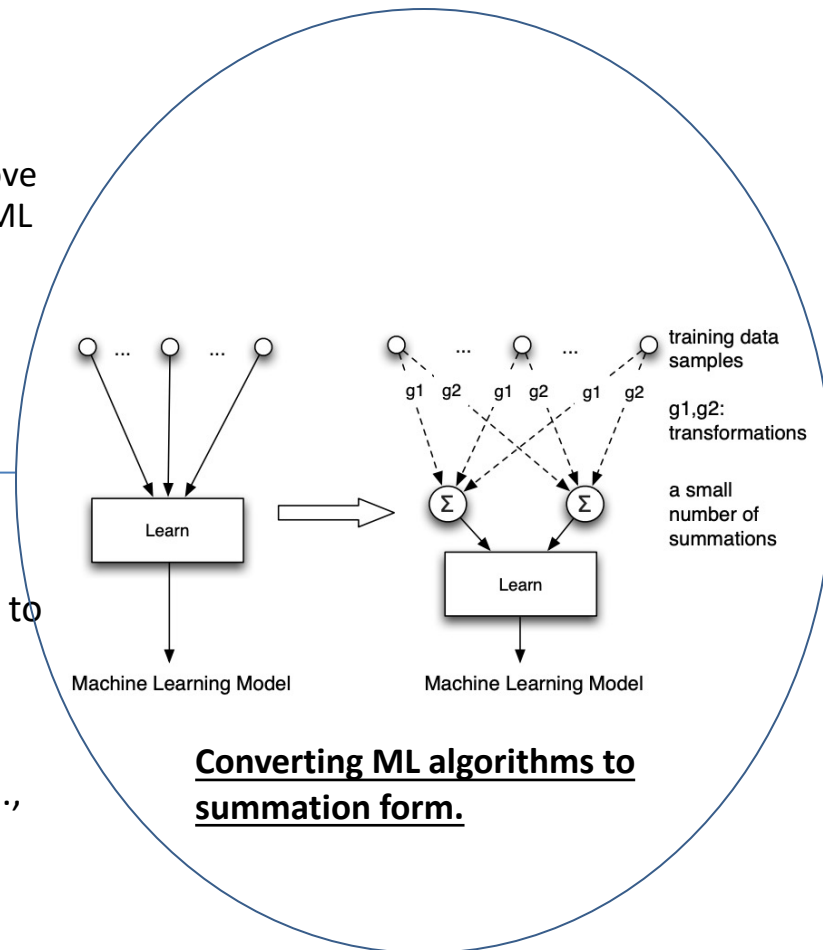 ove
ML
to
.,
... ... ... ...
training data
samples
g1 g2 g1 g2 g1 g2
g1,g2:
transformations
Σ Σ
a small
number of
summations
Learn
Learn
Machine Learning Model Machine Learning Model
Converting ML algorithms to
summation form.